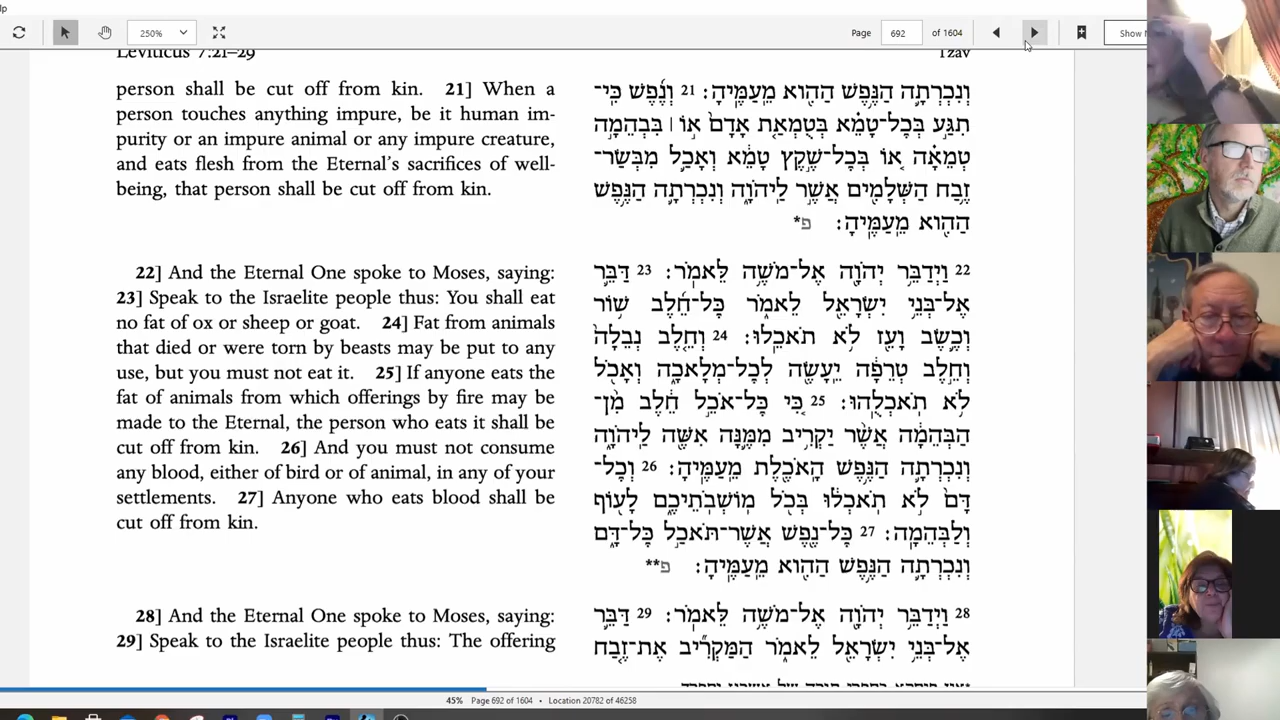 lp
250%
Page 692 of 1604
Show
Leviticus 7:21–29
Tzav
person shall be cut off from kin. 21] When a
person touches anything impure, be it human im-
purity or an impure animal or any impure creature,
and eats flesh from the Eternal’s sacrifices of well-
being, that person shall be cut off from kin.
22] And the Eternal One spoke to Moses, saying:
23] Speak to the Israelite people thus: You shall eat
no fat of ox or sheep or goat. 24] Fat from animals
that died or were torn by beasts may be put to any
use, but you must not eat it. 25] If anyone eats the
fat of animals from which offerings by fire may be
made to the Eternal, the person who eats it shall be
cut off from kin. 26] And you must not consume
any blood, either of bird or of animal, in any of your
settlements. 27] Anyone who eats blood shall be
cut off from kin.
28] And the Eternal One spoke to Moses, saying:
29] Speak to the Israelite people thus: The offering
וְנִכְרְתָ֛ה הַנֶּ֥פֶשׁ הַהִ֖וא מֵעַמֶּֽיהָ׃ 21 וְנֶ֜פֶשׁ כִּֽי־
תִגַּ֣ע בְּכׇל־טָמֵ֗א בְּטֻמְאַ֤ת אָדָם֙ א֣וֹ ׀ בִּבְהֵמָ֣ה
טְמֵאָ֗ה א֚וֹ בְּכׇל־שֶׁ֣קֶץ טָמֵ֔א וְאָכַ֛ל מִבְּשַׂר־
זֶ֥בַח הַשְּׁלָמִ֖ים אֲשֶׁ֣ר לַיהֹוָ֑ה וְנִכְרְתָ֛ה הַנֶּ֥פֶשׁ
הַהִ֖וא מֵעַמֶּֽיהָ׃ פ*
22 וַיְדַבֵּ֥ר יְהֹוָ֖ה אֶל־מֹשֶׁ֥ה לֵּאמֹֽר׃ 23 דַּבֵּ֛ר
אֶל־בְּנֵ֥י יִשְׂרָאֵ֖ל לֵאמֹ֑ר כׇּל־חֵ֜לֶב שׁ֥וֹר
וְכֶ֛שֶׂב וָעֵ֖ז לֹ֥א תֹאכֵֽלוּ׃ 24 וְחֵ֤לֶב נְבֵלָה֙
וְחֵ֣לֶב טְרֵפָ֔ה יֵעָשֶׂ֖ה לְכׇל־מְלָאכָ֑ה וְאָכֹ֖ל
לֹ֥א תֹאכְלֻֽהוּ׃ 25 כִּ֚י כׇּל־אֹכֵ֣ל חֵ֔לֶב מִ֨ן־
הַבְּהֵמָ֔ה אֲשֶׁ֨ר יַקְרִ֥יב מִמֶּ֛נָּה אִשֶּׁ֖ה לַיהֹוָ֑ה
וְנִכְרְתָ֛ה הַנֶּ֥פֶשׁ הָאֹכֶ֖לֶת מֵעַמֶּֽיהָ׃ 26 וְכׇל־
דָּם֙ לֹ֣א תֹאכְל֔וּ בְּכֹ֖ל מוֹשְׁבֹתֵיכֶ֑ם לָע֖וֹף
וְלַבְּהֵמָֽה׃ 27 כׇּל־נֶ֖פֶשׁ אֲשֶׁר־תֹּאכַ֣ל כׇּל־דָּ֑ם
וְנִכְרְתָ֛ה הַנֶּ֥פֶשׁ הַהִ֖וא מֵעַמֶּֽיהָ׃ פ**
28 וַיְדַבֵּ֥ר יְהֹוָ֖ה אֶל־מֹשֶׁ֥ה לֵּאמֹֽר׃ 29 דַּבֵּ֛ר
אֶל־בְּנֵ֥י יִשְׂרָאֵ֖ל לֵאמֹ֑ר הַמַּקְרִ֞יב אֶת־זֶ֤בַח
45% Page 692 of 1604 • Location 20782 of 46258